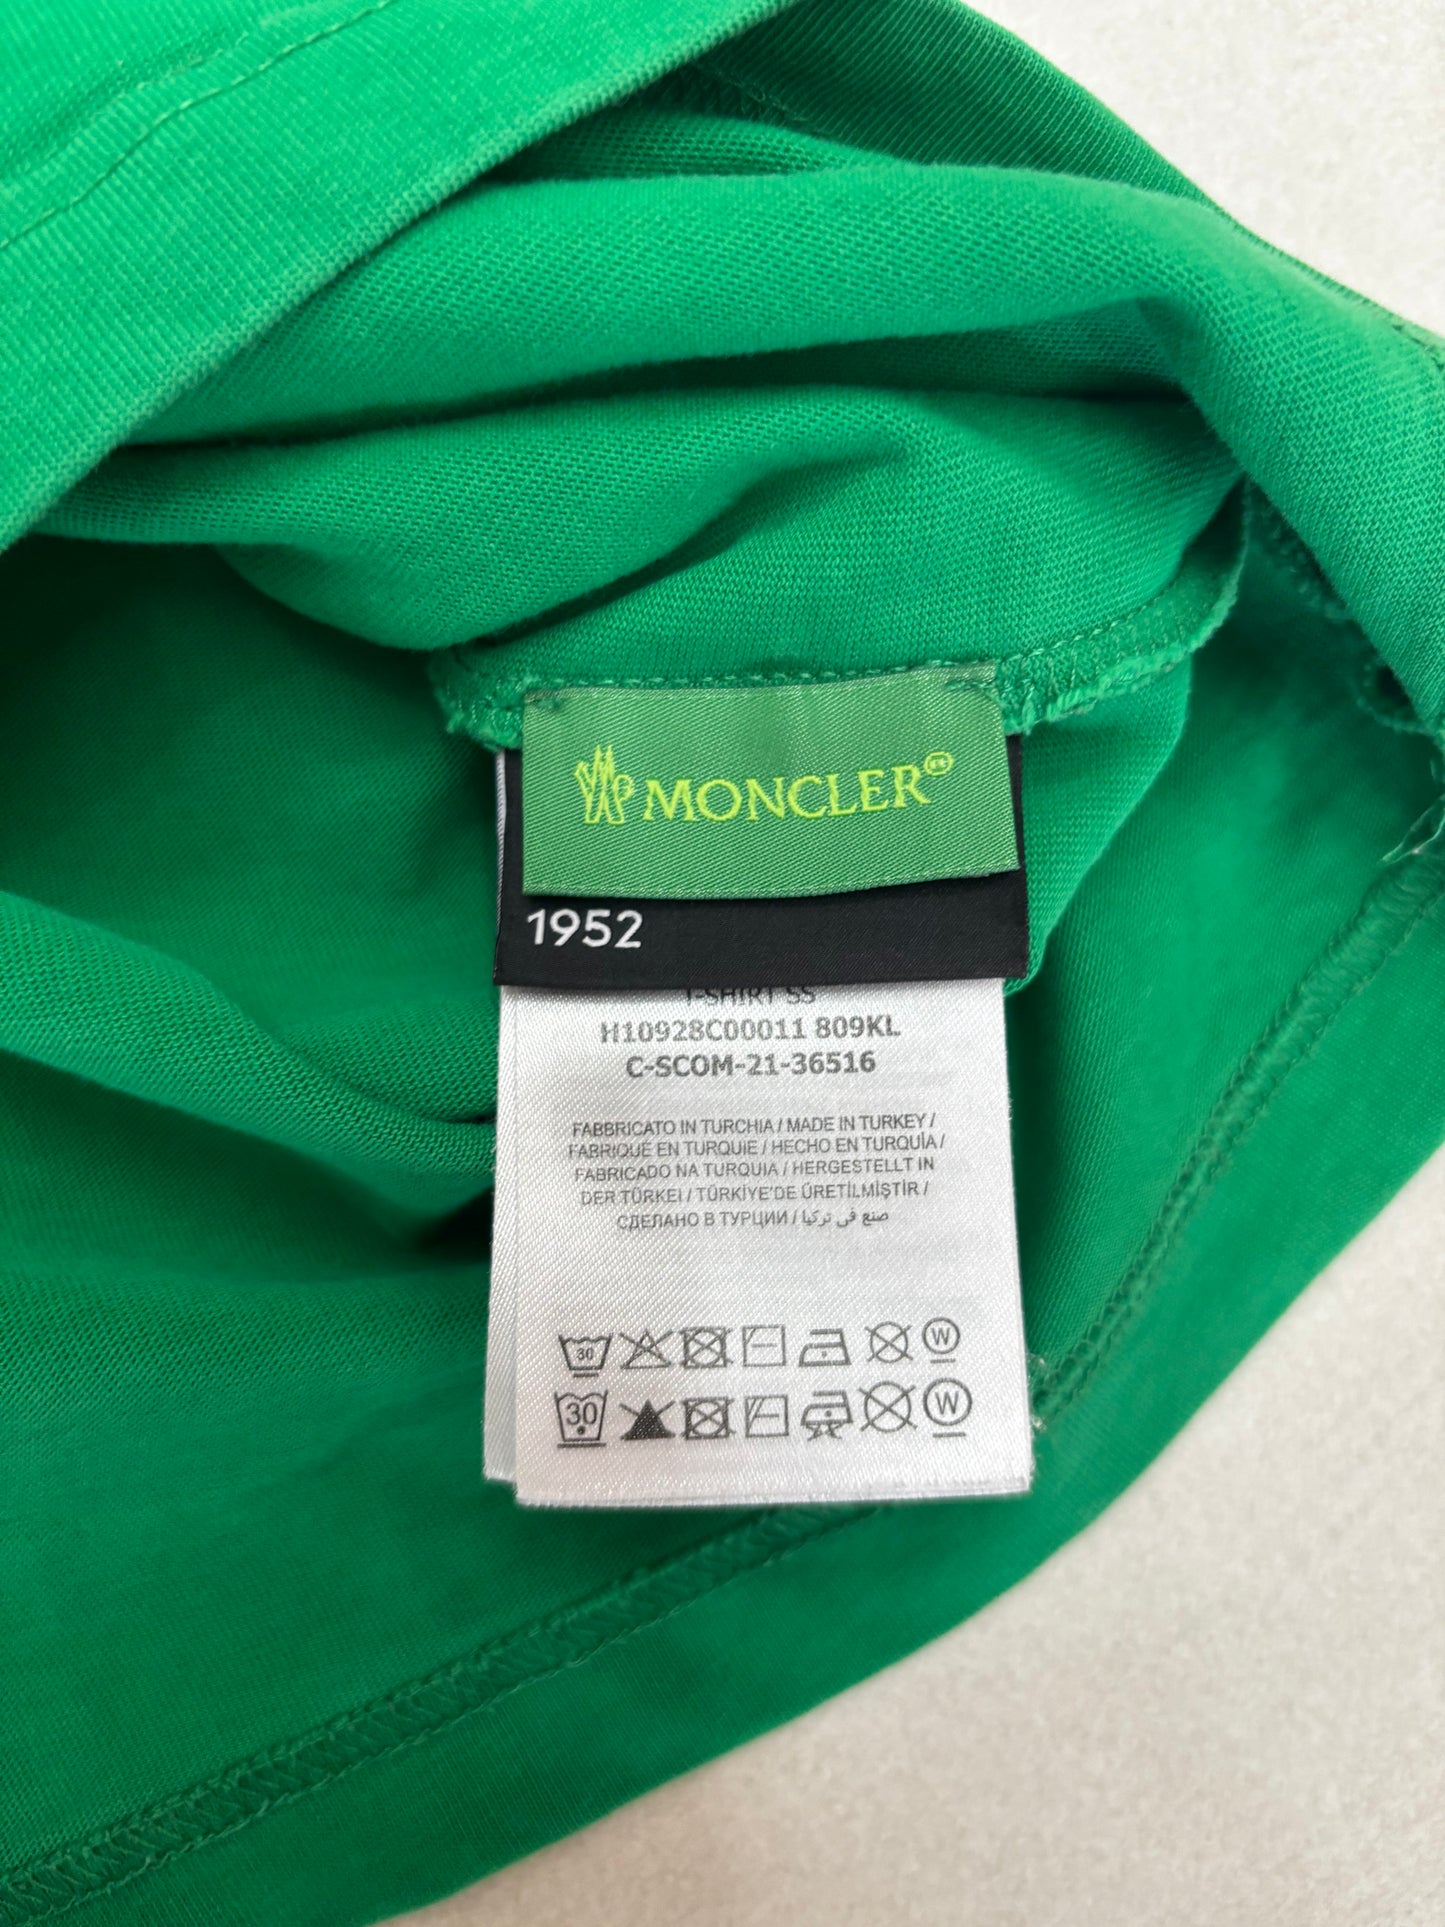 MONCLER
1952
T-SHIRT SS
H10928C00011 809KL
C-SCOM-21-36516
FABBRICATO IN TURCHIA / MADE IN TURKEY /
FABRIQUÉ EN TURQUIE / HECHO EN TURQUÍA /
FABRICADO NA TURQUIA / HERGESTELLT IN
DER TÜRKEI / TÜRKİYE'DE ÜRETİLMİŞTİR /
СДЕЛАНО В ТУРЦИИ / صنع في تركيا
30 W
30 W